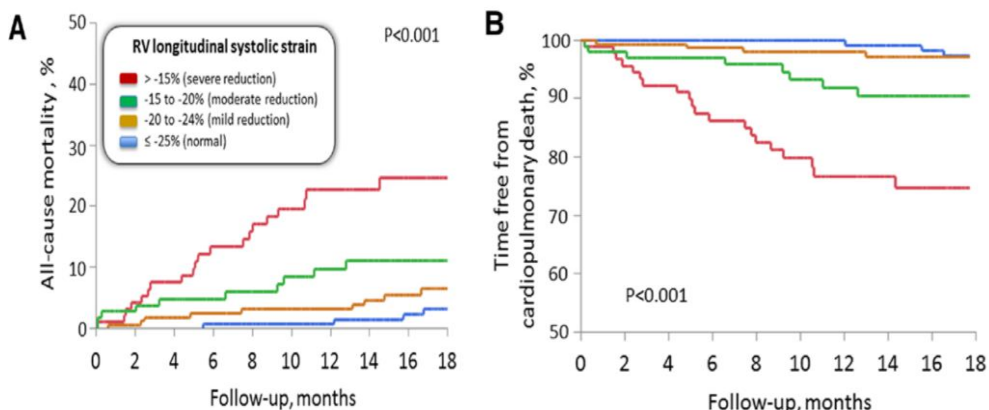 A
All-cause mortality , %
50
40
30
20
10
0
RV longitudinal systolic strain
> -15% (severe reduction)
-15 to -20% (moderate reduction)
-20 to -24% (mild reduction)
≤ -25% (normal)
P<0.001
0 2 4 6 8 10 12 14 16 18
Follow-up, months
B
Time free from
cardiopulmonary death, %
100
90
80
70
60
50
P<0.001
0 2 4 6 8 10 12 14 16 18
Follow-up, months